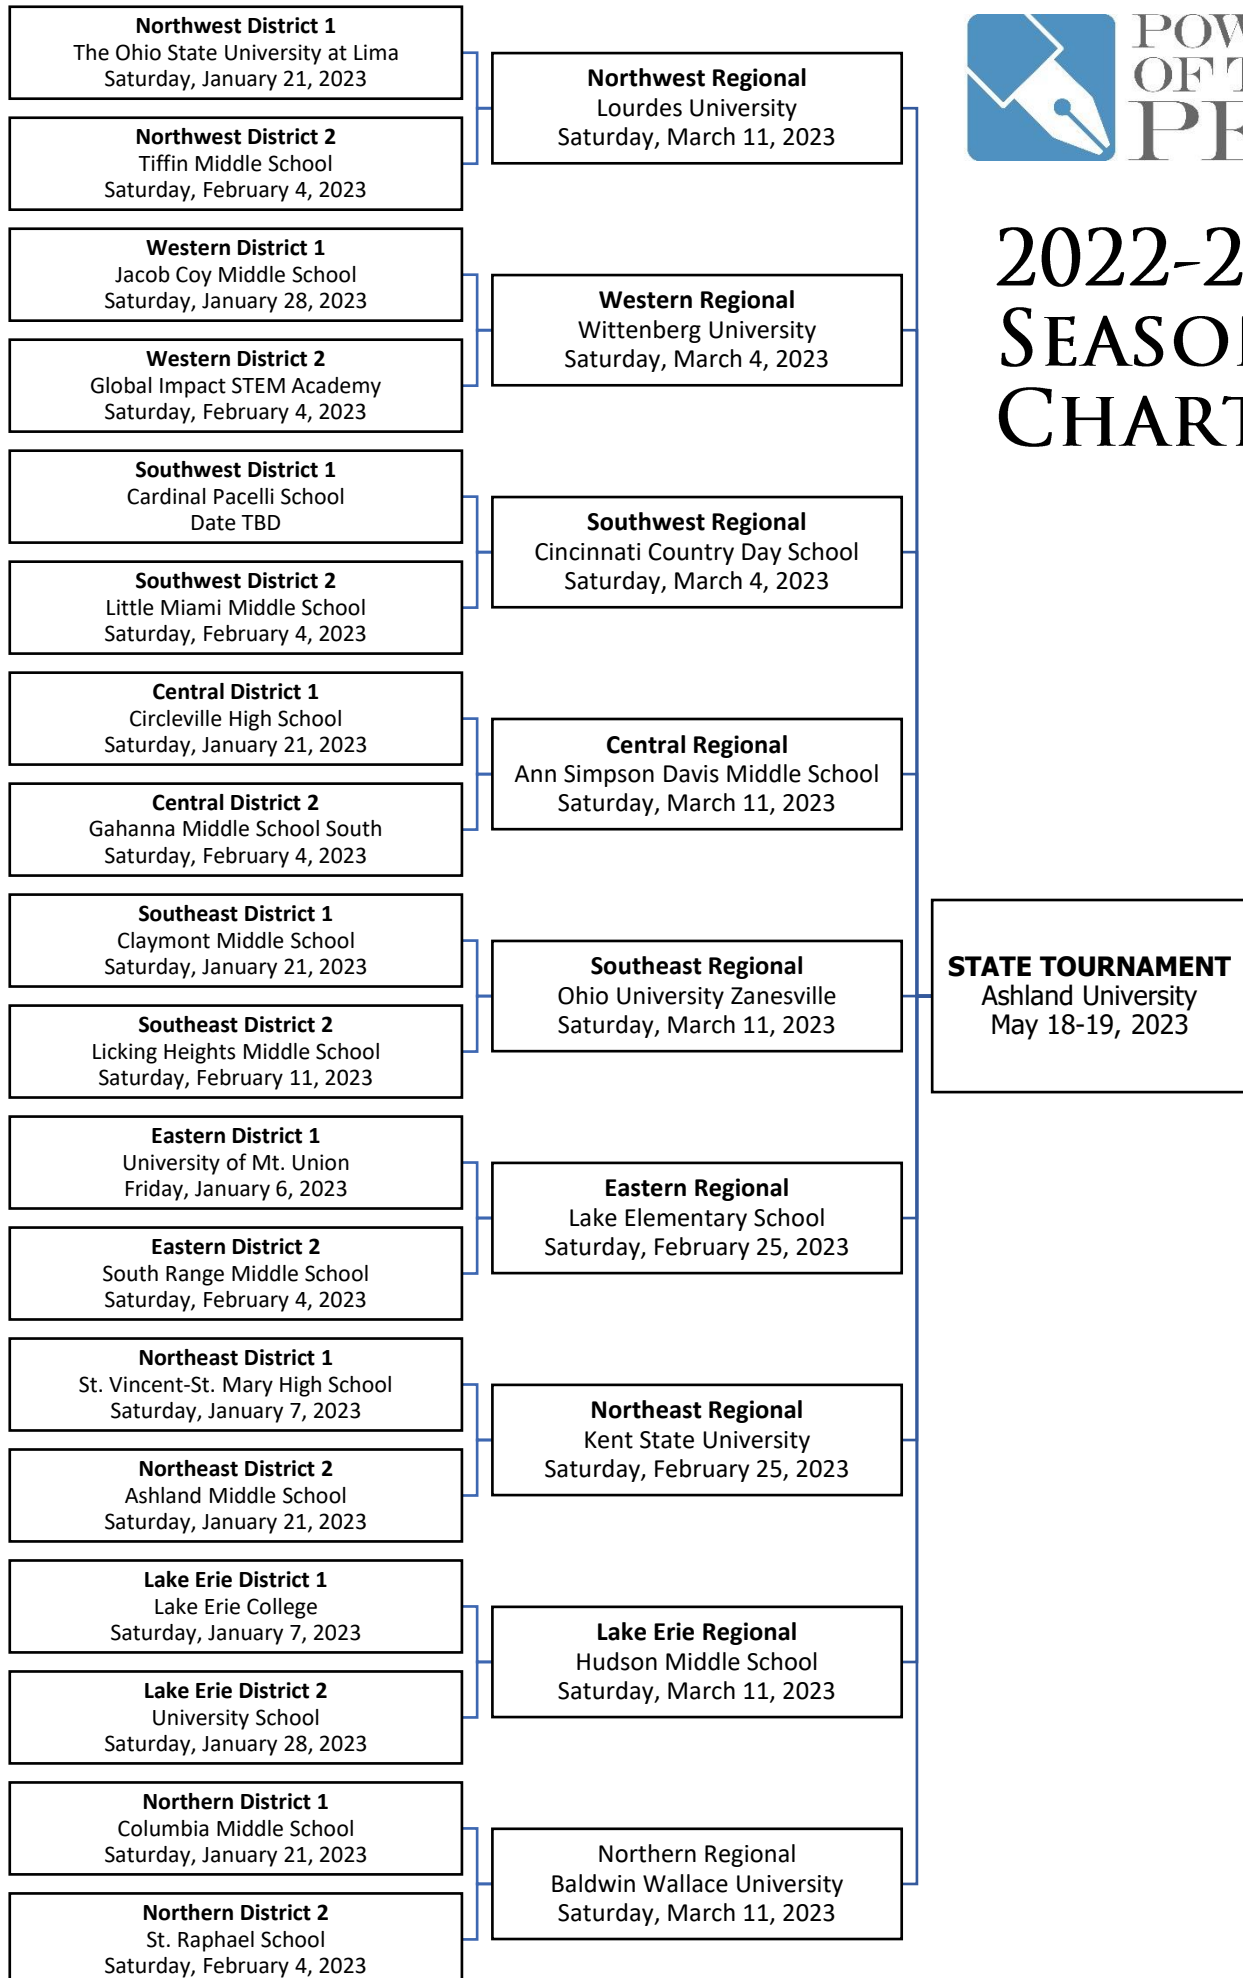 Northwest District 1
The Ohio State University at Lima
Saturday, January 21, 2023
Northwest District 2
Tiffin Middle School
Saturday, February 4, 2023
Northwest Regional
Lourdes University
Saturday, March 11, 2023
Western District 1
Jacob Coy Middle School
Saturday, January 28, 2023
Western District 2
Global Impact STEM Academy
Saturday, February 4, 2023
Western Regional
Wittenberg University
Saturday, March 4, 2023
Southwest District 1
Cardinal Pacelli School
Date TBD
Southwest District 2
Little Miami Middle School
Saturday, February 4, 2023
Southwest Regional
Cincinnati Country Day School
Saturday, March 4, 2023
Central District 1
Circleville High School
Saturday, January 21, 2023
Central District 2
Gahanna Middle School South
Saturday, February 4, 2023
Central Regional
Ann Simpson Davis Middle School
Saturday, March 11, 2023
Southeast District 1
Claymont Middle School
Saturday, January 21, 2023
Southeast District 2
Licking Heights Middle School
Saturday, February 11, 2023
Southeast Regional
Ohio University Zanesville
Saturday, March 11, 2023
Eastern District 1
University of Mt. Union
Friday, January 6, 2023
Eastern District 2
South Range Middle School
Saturday, February 4, 2023
Eastern Regional
Lake Elementary School
Saturday, February 25, 2023
Northeast District 1
St. Vincent-St. Mary High School
Saturday, January 7, 2023
Northeast District 2
Ashland Middle School
Saturday, January 21, 2023
Northeast Regional
Kent State University
Saturday, February 25, 2023
Lake Erie District 1
Lake Erie College
Saturday, January 7, 2023
Lake Erie District 2
University School
Saturday, January 28, 2023
Lake Erie Regional
Hudson Middle School
Saturday, March 11, 2023
Northern District 1
Columbia Middle School
Saturday, January 21, 2023
Northern District 2
St. Raphael School
Saturday, February 4, 2023
Northern Regional
Baldwin Wallace University
Saturday, March 11, 2023
STATE TOURNAMENT
Ashland University
May 18-19, 2023
OF
2022-2
CHART